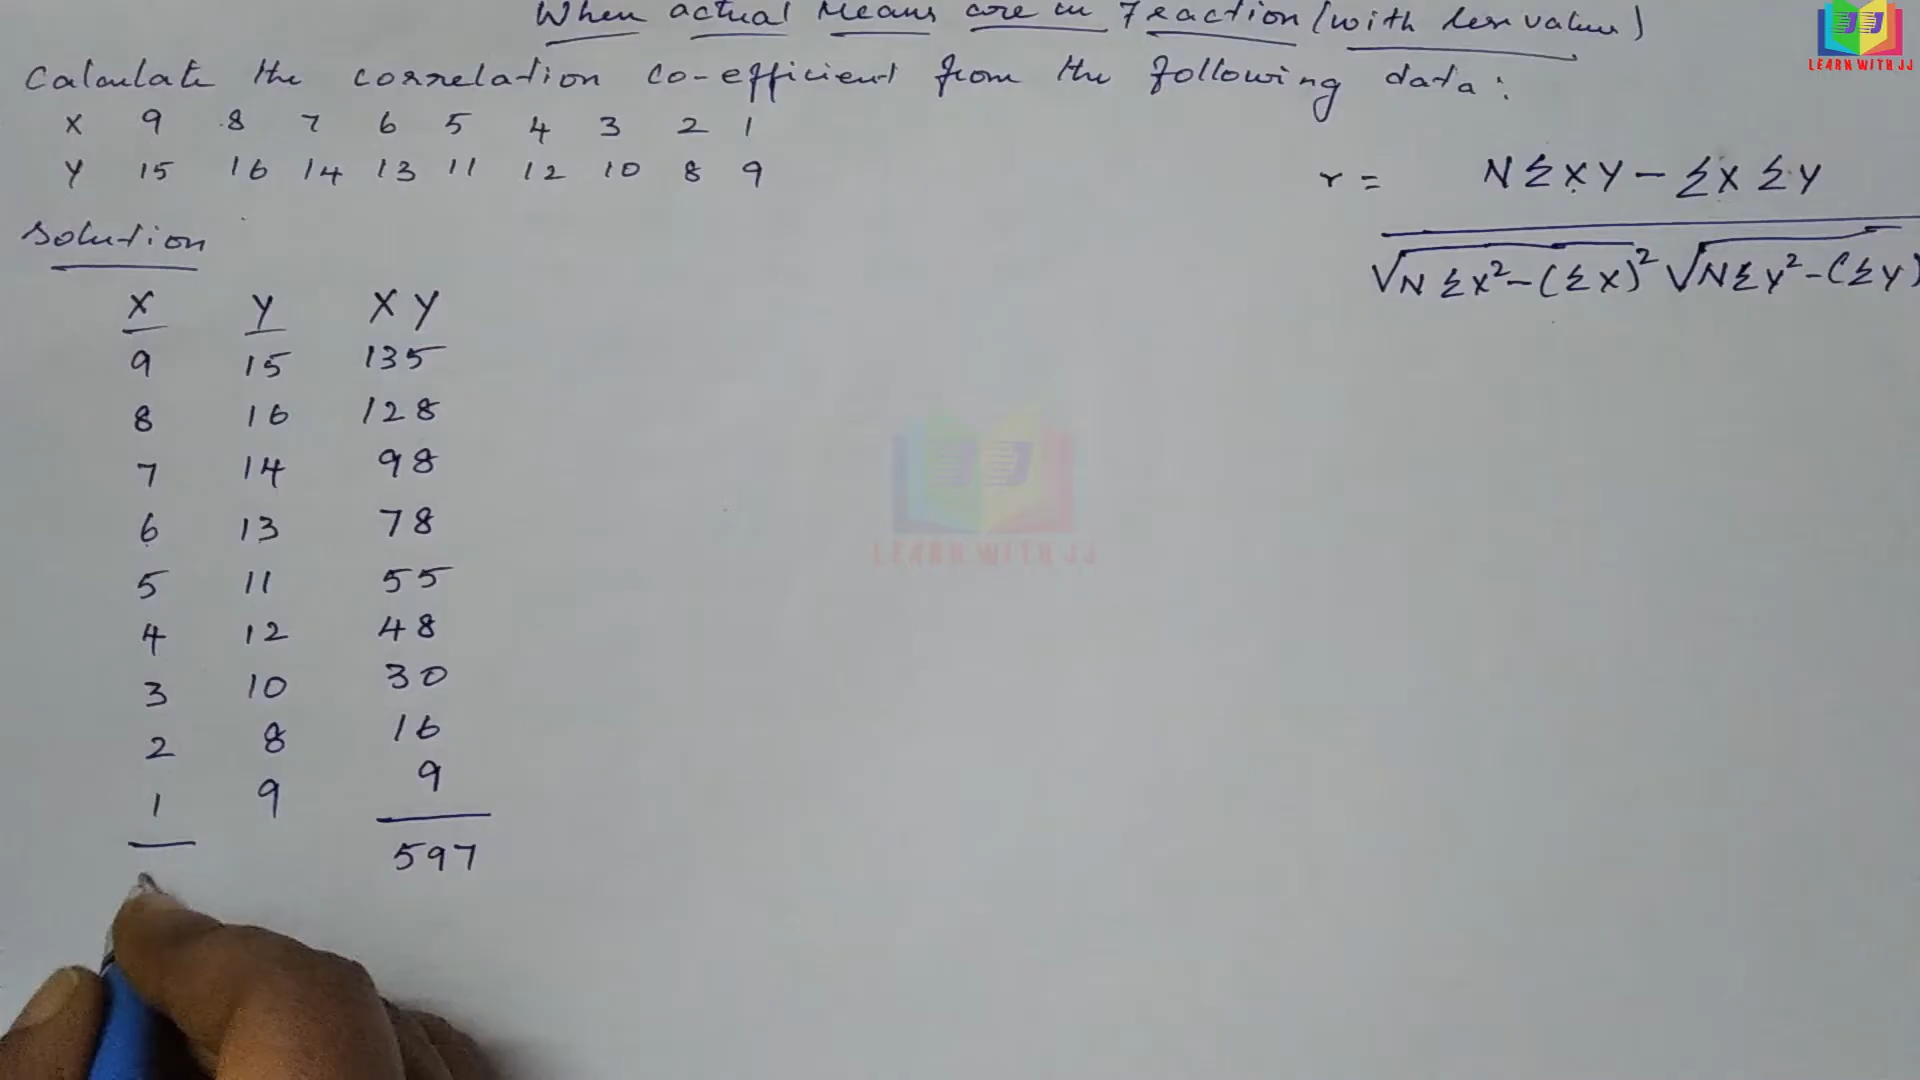 When actual Means are in Fraction (with less values)
LEARN WITH JJ
Calculate the correlation co-efficient from the following data:
X 9 8 7 6 5 4 3 2 1
Y 15 16 14 13 11 12 10 8 9
r = N ΣXY - ΣX ΣY
√NΣX² - (ΣX)² √NΣY² - (ΣY)
Solution
X Y XY
9 15 135
8 16 128
7 14 98
6 13 78
5 11 55
4 12 48
3 10 30
2 8 16
1 9 9
597
LEARN WITH JJ